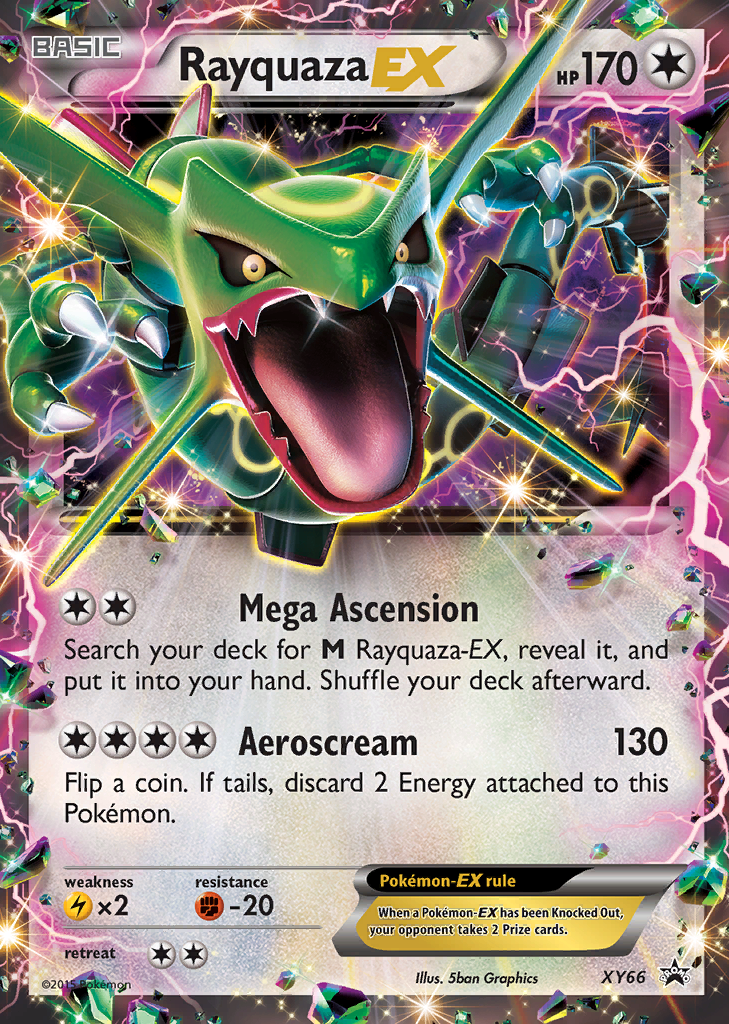 BASIC
Rayquaza EX
HP170
Mega Ascension
Search your deck for M Rayquaza-EX, reveal it, and
put it into your hand. Shuffle your deck afterward.
Aeroscream 130
Flip a coin. If tails, discard 2 Energy attached to this
Pokémon.
weakness resistance
×2 -20
retreat
Pokémon-EX rule
When a Pokémon-EX has been Knocked Out,
your opponent takes 2 Prize cards.
©2015 Pokémon Illus. 5ban Graphics XY66 PROMO